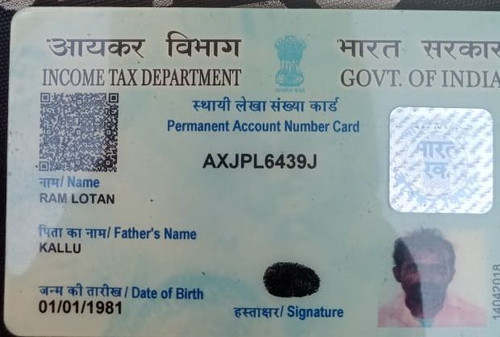 आयकर विभाग
INCOME TAX DEPARTMENT
भारत सरकार
GOVT. OF INDIA
स्थायी लेखा संख्या कार्ड
Permanent Account Number Card
AXJPL6439J
नाम/ Name
RAM LOTAN
पिता का नाम/ Father's Name
KALLU
जन्म की तारीख/ Date of Birth
01/01/1981
हस्ताक्षर/ Signature
14042018